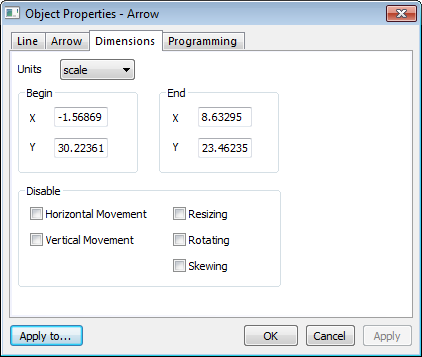 Object Properties - Arrow
Line Arrow Dimensions Programming
Units scale
Begin End
X -1.56869 X 8.63295
Y 30.22361 Y 23.46235
Disable
Horizontal Movement Resizing
Vertical Movement Rotating
Skewing
Apply to... OK Cancel Apply